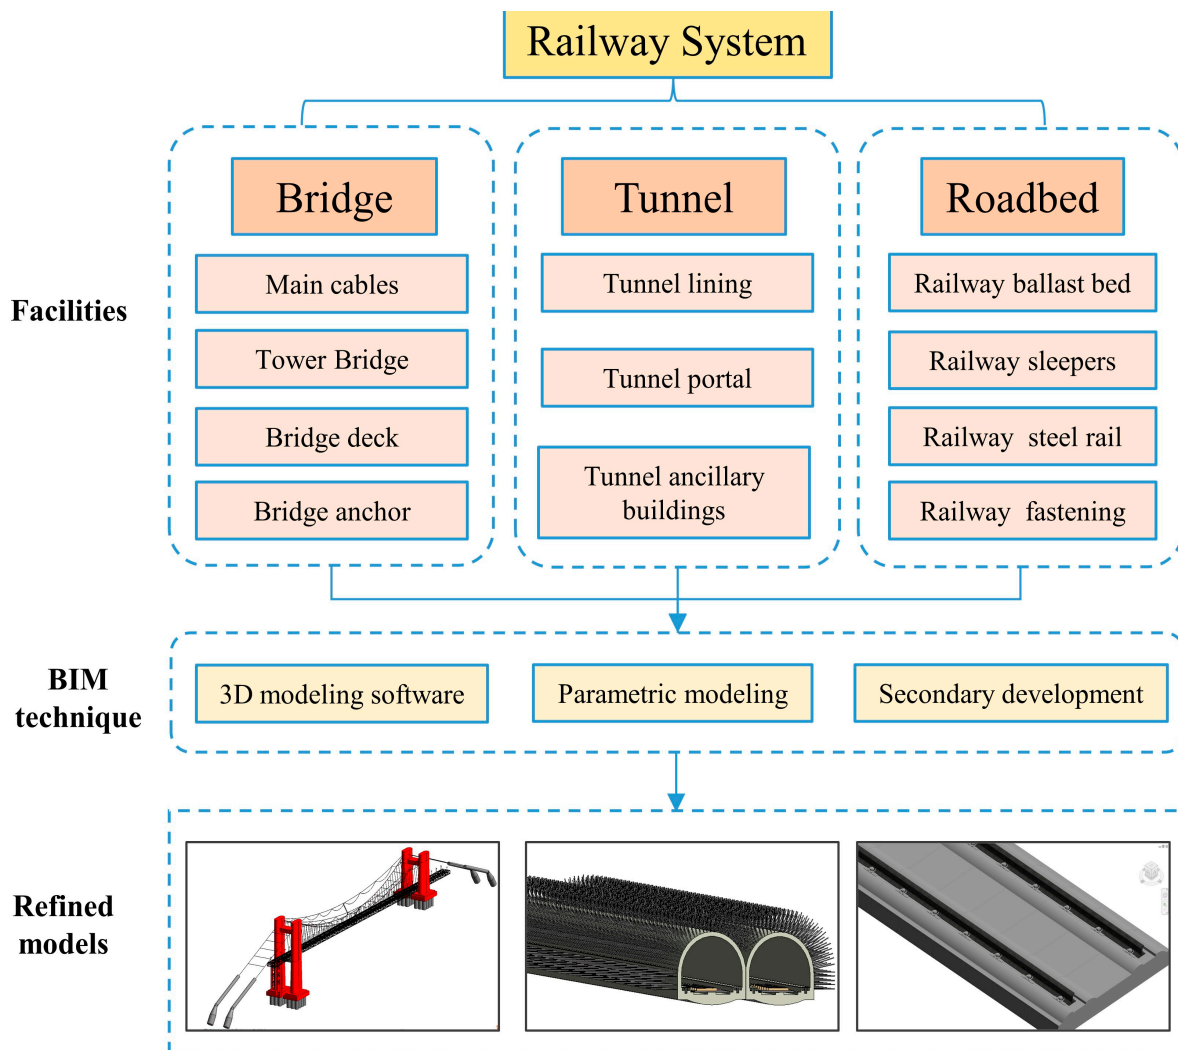 Railway System
Bridge
Tunnel
Roadbed
Facilities
Main cables
Tower Bridge
Bridge deck
Bridge anchor
Tunnel lining
Tunnel portal
Tunnel ancillary
buildings
Railway ballast bed
Railway sleepers
Railway steel rail
Railway fastening
BIM
technique
3D modeling software
Parametric modeling
Secondary development
Refined
models